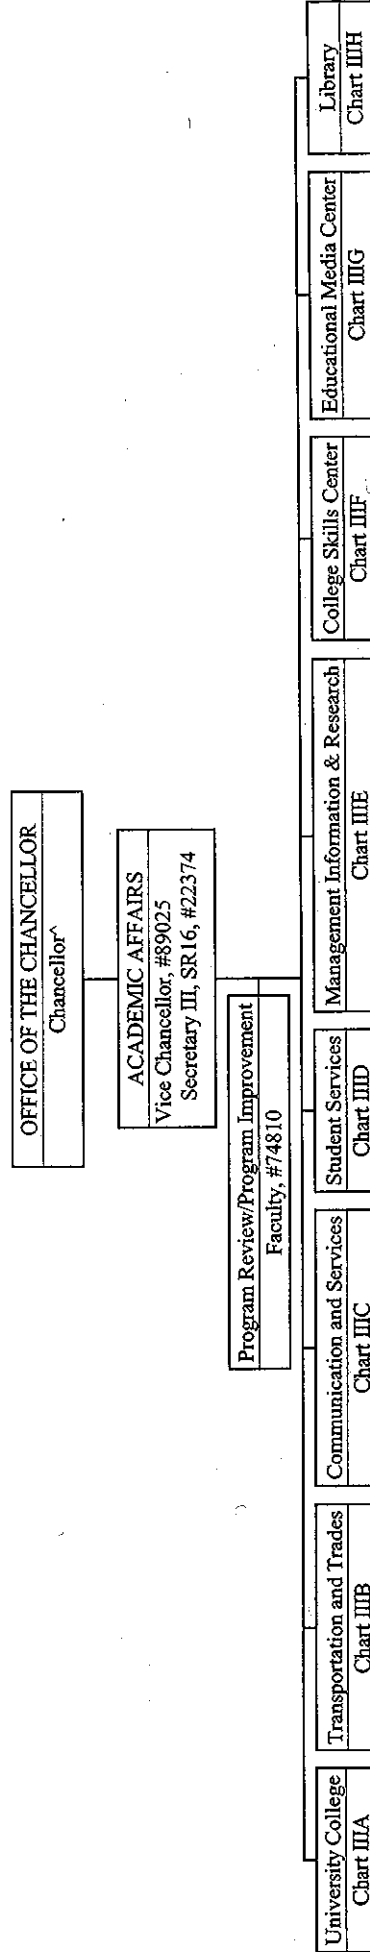 OFFICE OF THE CHANCELLOR
Chancellor^
ACADEMIC AFFAIRS
Vice Chancellor, #89025
Secretary III, SR16, #22374
Program Review/Program Improvement
Faculty, #74810
University College
Chart IIIA
Transportation and Trades
Chart IIIB
Communication and Services
Chart IIIC
Student Services
Chart IIID
Management Information & Research
Chart IIIE
College Skills Center
Chart IIIF
Educational Media Center
Chart IIIG
Library
Chart IIIH